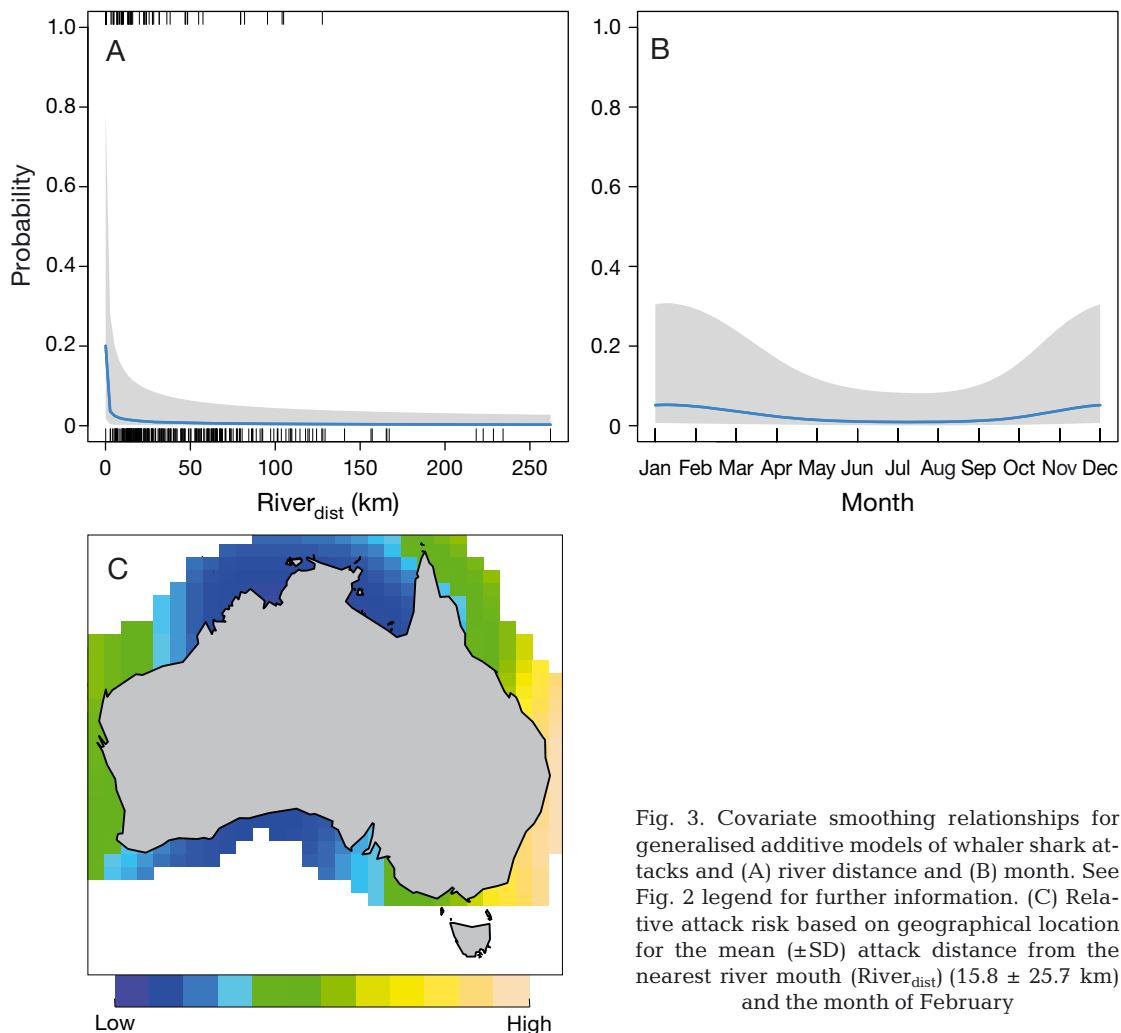 A
1.0
0.8
0.6
0.4
0.2
0
Probability
0 50 100 150 200 250
River_dist (km)
B
1.0
0.8
0.6
0.4
0.2
0
Jan Feb Mar Apr May Jun Jul Aug Sep Oct Nov Dec
Month
C
Low High
Fig. 3. Covariate smoothing relationships for
generalised additive models of whaler shark at-
tacks and (A) river distance and (B) month. See
Fig. 2 legend for further information. (C) Rela-
tive attack risk based on geographical location
for the mean (±SD) attack distance from the
nearest river mouth (River_dist) (15.8 ± 25.7 km)
and the month of February